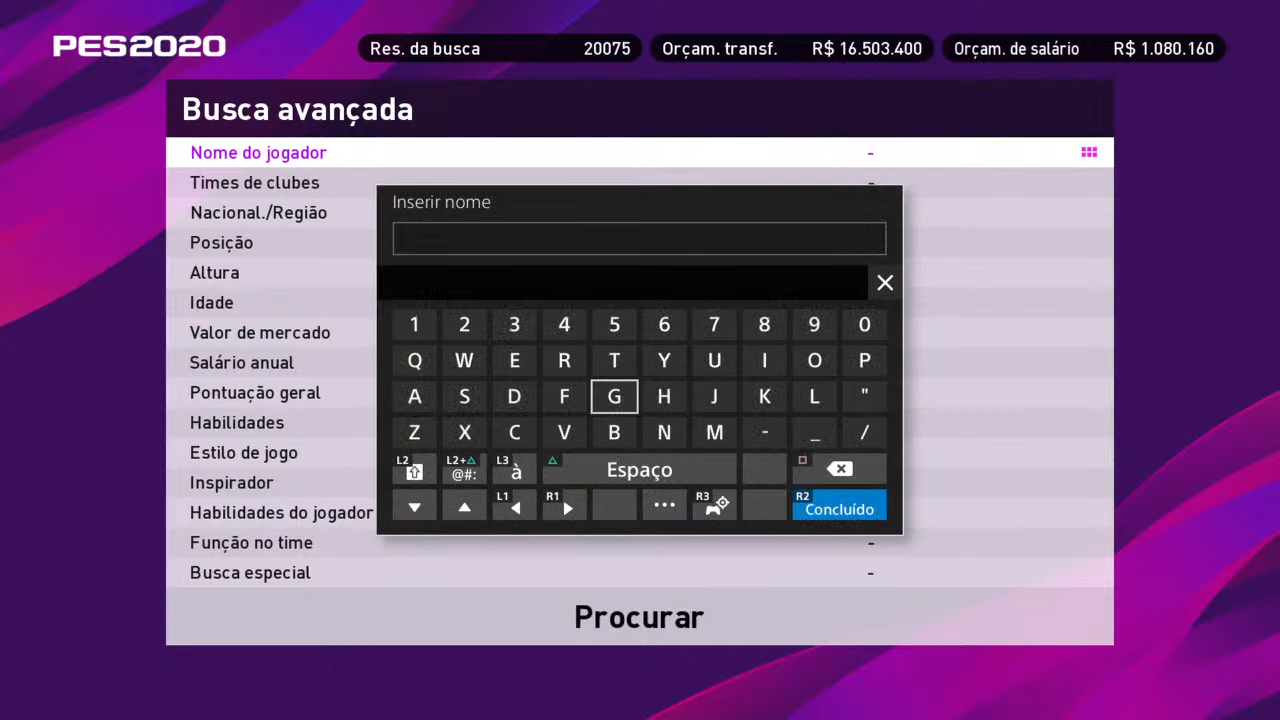 PES2020
Res. da busca 20075 Orçam. transf. R$ 16.503.400 Orçam. de salário R$ 1.080.160
Busca avançada
Nome do jogador -
Times de clubes -
Nacional./Região
Posição
Altura
Idade
Valor de mercado
Salário anual
Pontuação geral
Habilidades
Estilo de jogo
Inspirador
Habilidades do jogador
Função no time -
Busca especial -
Procurar
Inserir nome
1 2 3 4 5 6 7 8 9 0
Q W E R T Y U I O P
A S D F G H J K L "
Z X C V B N M - _ /
L2 L2+△ @#: L3 à △ Espaço □
L1 R1 ... R3 R2 Concluído